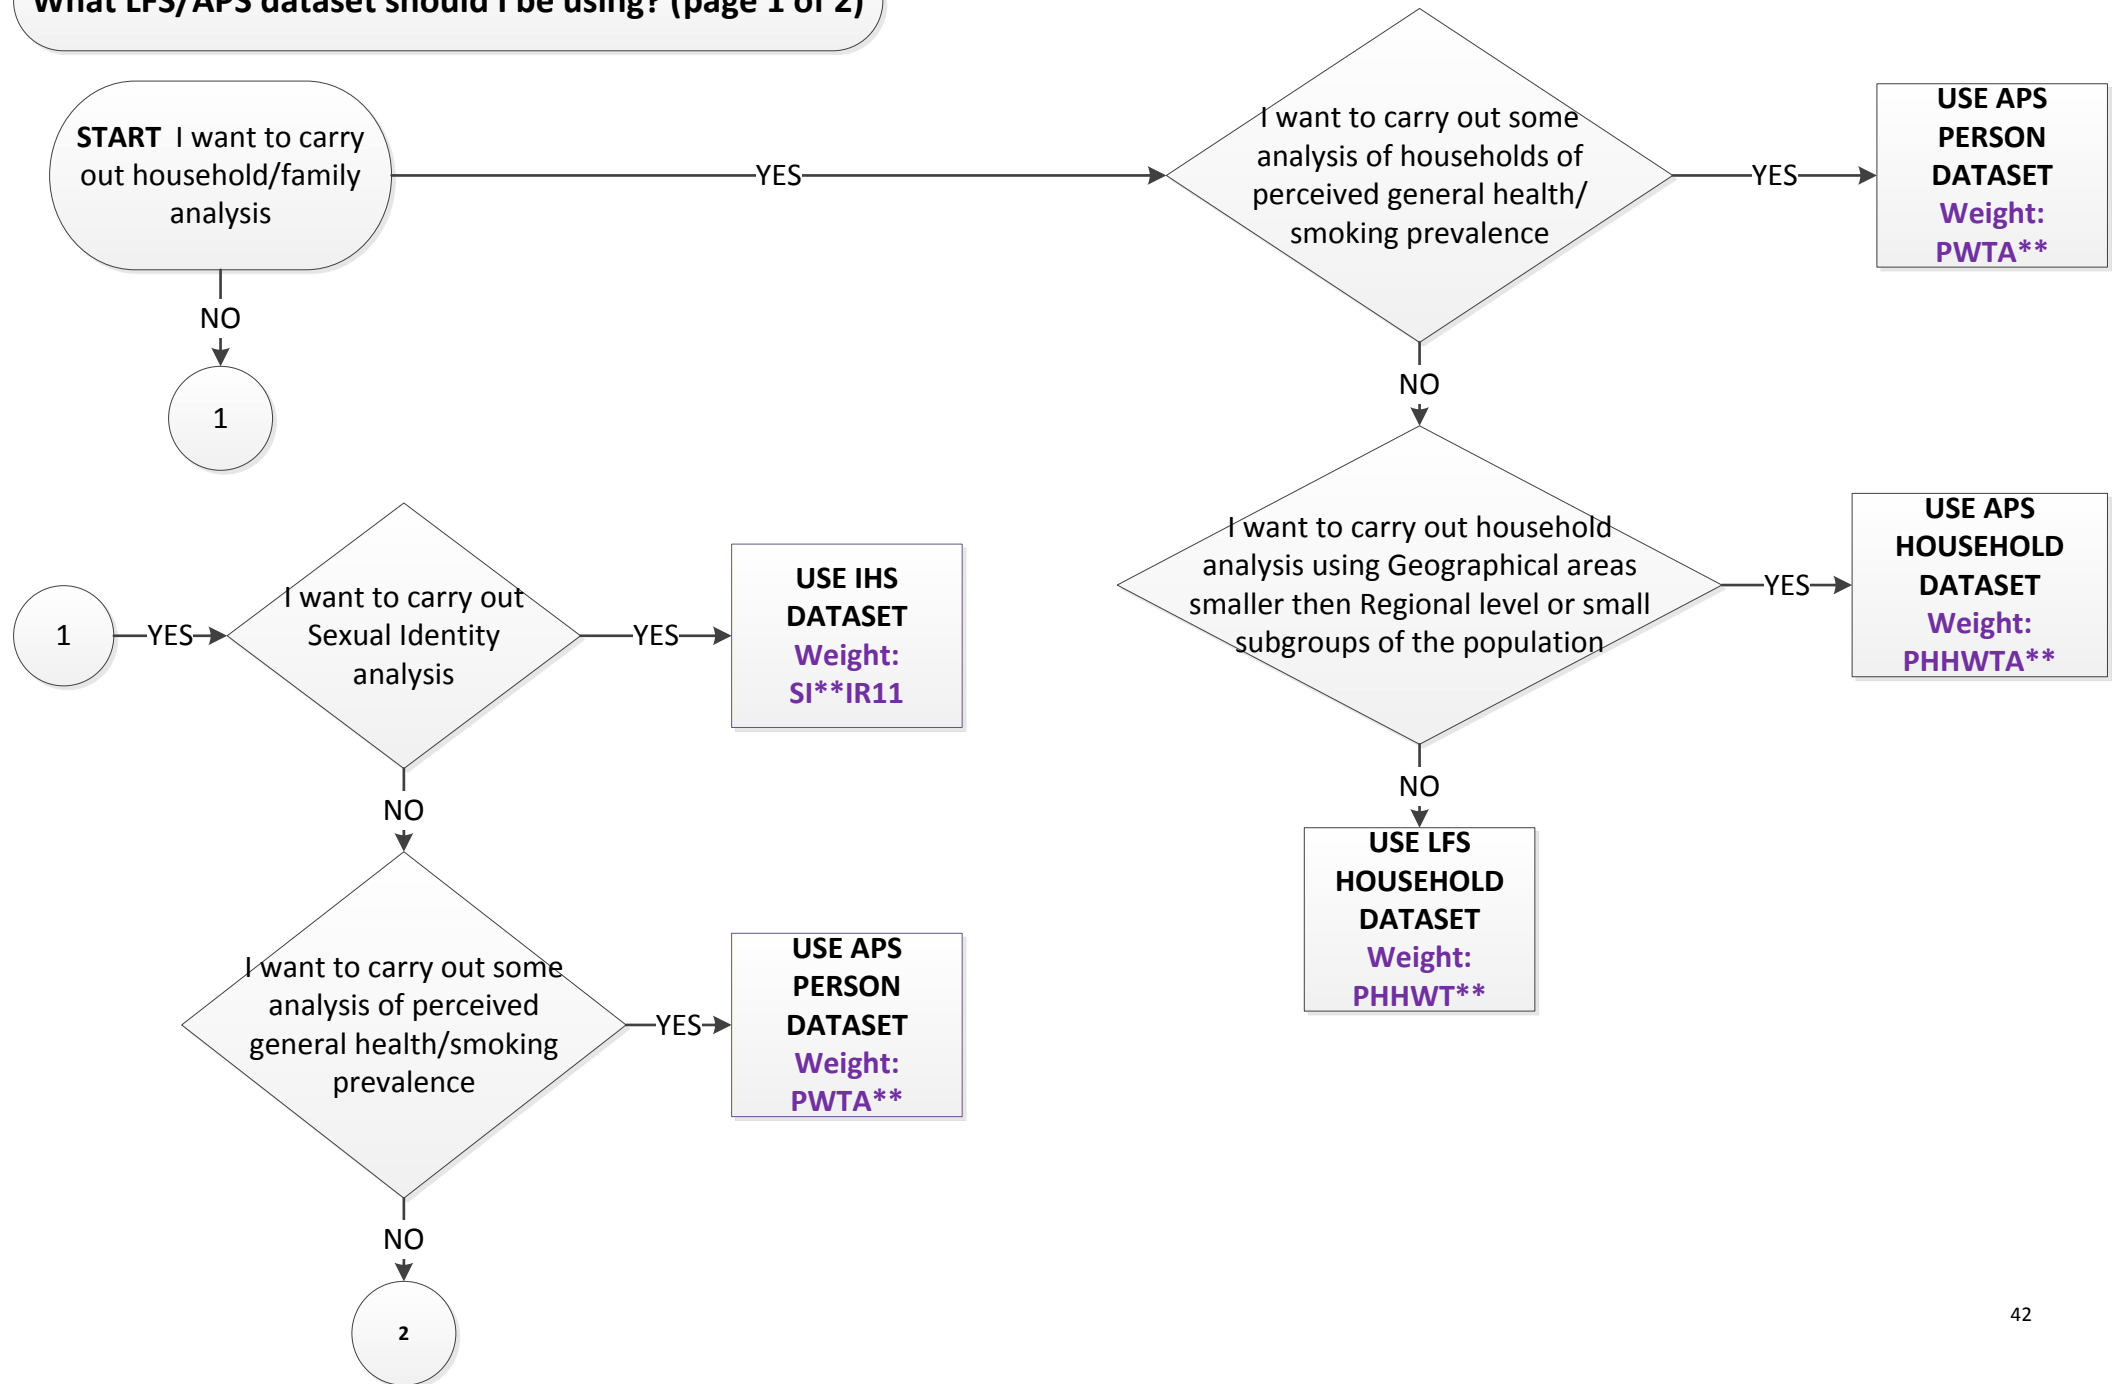 What LFS/APS dataset should I be using? (page 1 of 2)
START I want to carry
out household/family
analysis
YES
NO
1
I want to carry out some
analysis of households of
perceived general health/
smoking prevalence
YES
USE APS
PERSON
DATASET
Weight:
PWTA**
NO
I want to carry out household
analysis using Geographical areas
smaller then Regional level or small
subgroups of the population
YES
USE APS
HOUSEHOLD
DATASET
Weight:
PHHWTA**
NO
USE LFS
HOUSEHOLD
DATASET
Weight:
PHHWT**
1
YES
I want to carry out
Sexual Identity
analysis
YES
USE IHS
DATASET
Weight:
SI**IR11
NO
I want to carry out some
analysis of perceived
general health/smoking
prevalence
YES
USE APS
PERSON
DATASET
Weight:
PWTA**
NO
2
42